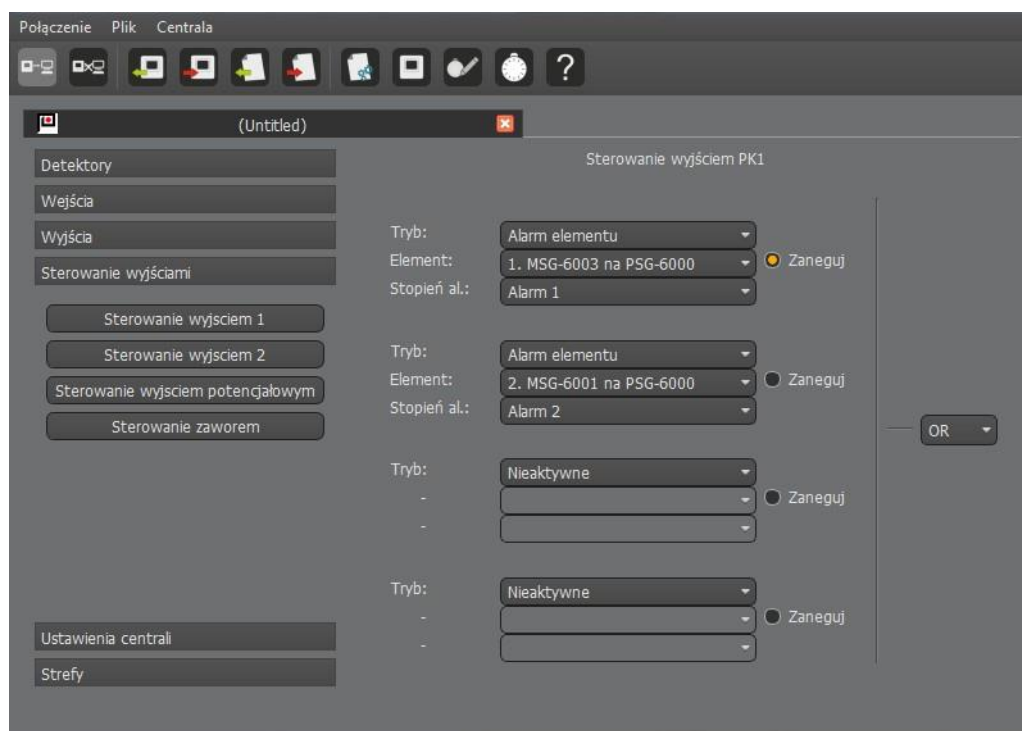 Połączenie Plik Centrala
?
(Untitled)
Detektory
Wejścia
Wyjścia
Sterowanie wyjściami
Sterowanie wyjsciem 1
Sterowanie wyjsciem 2
Sterowanie wyjsciem potencjałowym
Sterowanie zaworem
Ustawienia centrali
Strefy
Sterowanie wyjściem PK1
Tryb: Alarm elementu
Element: 1. MSG-6003 na PSG-6000 Zaneguj
Stopień al.: Alarm 1
Tryb: Alarm elementu
Element: 2. MSG-6001 na PSG-6000 Zaneguj
Stopień al.: Alarm 2
Tryb: Nieaktywne
- Zaneguj
-
Tryb: Nieaktywne
- Zaneguj
-
OR